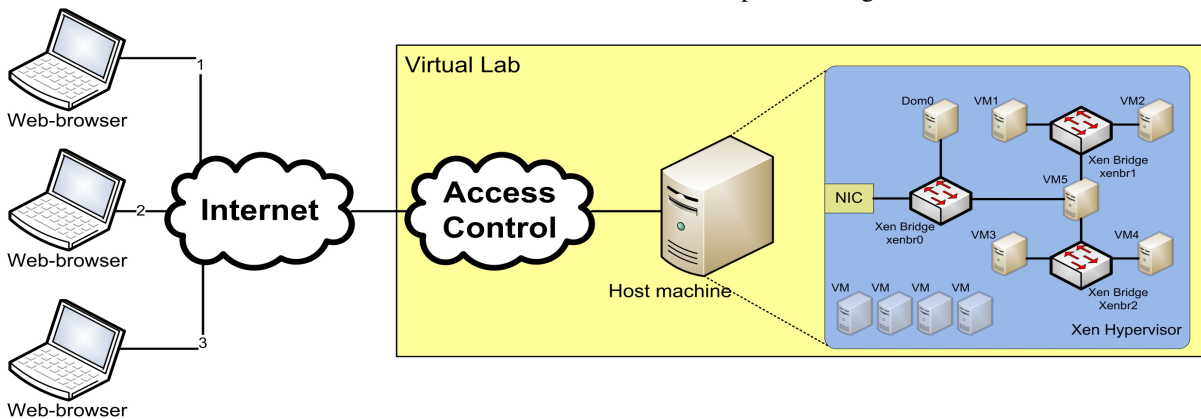 Virtual Lab
1
Web-browser
2
Web-browser
3
Web-browser
Internet
Access
Control
Host machine
Dom0
VM1
VM2
Xen Bridge
xenbr1
VM5
NIC
Xen Bridge
xenbr0
VM3
VM4
Xen Bridge
Xenbr2
VM VM VM VM
Xen Hypervisor